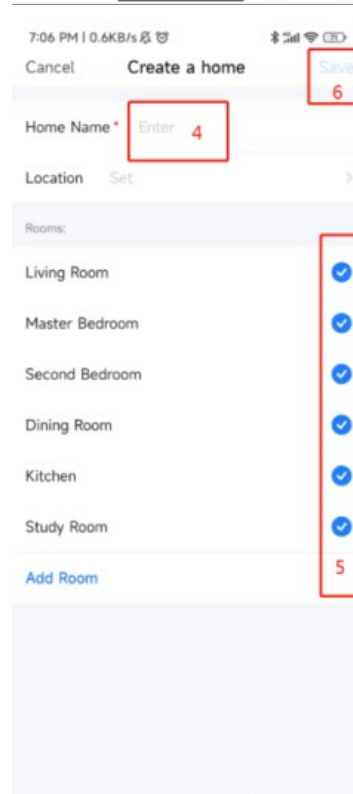 7:06 PM | 0.6KB/s
Cancel Create a home Save
6
Home Name* Enter 4
Location Set
Rooms:
Living Room
Master Bedroom
Second Bedroom
Dining Room
Kitchen
Study Room
5
Add Room